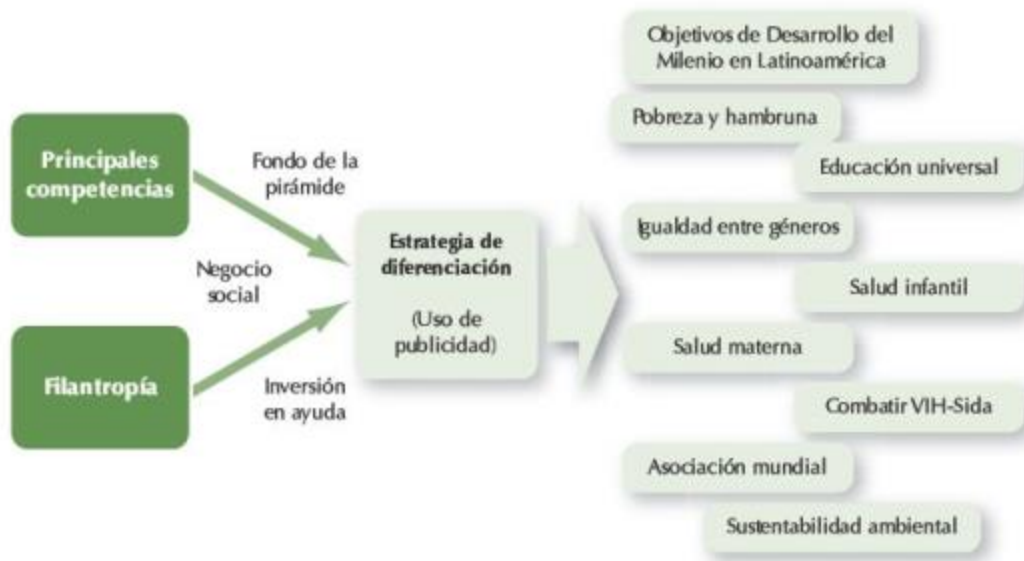 Principales
competencias
Filantropía
Fondo de la
pirámide
Negocio
social
Inversión
en ayuda
Estrategia de
diferenciación
(Uso de
publicidad)
Objetivos de Desarrollo del
Milenio en Latinoamérica
Pobreza y hambruna
Educación universal
Igualdad entre géneros
Salud infantil
Salud materna
Combatir VIH-Sida
Asociación mundial
Sustentabilidad ambiental